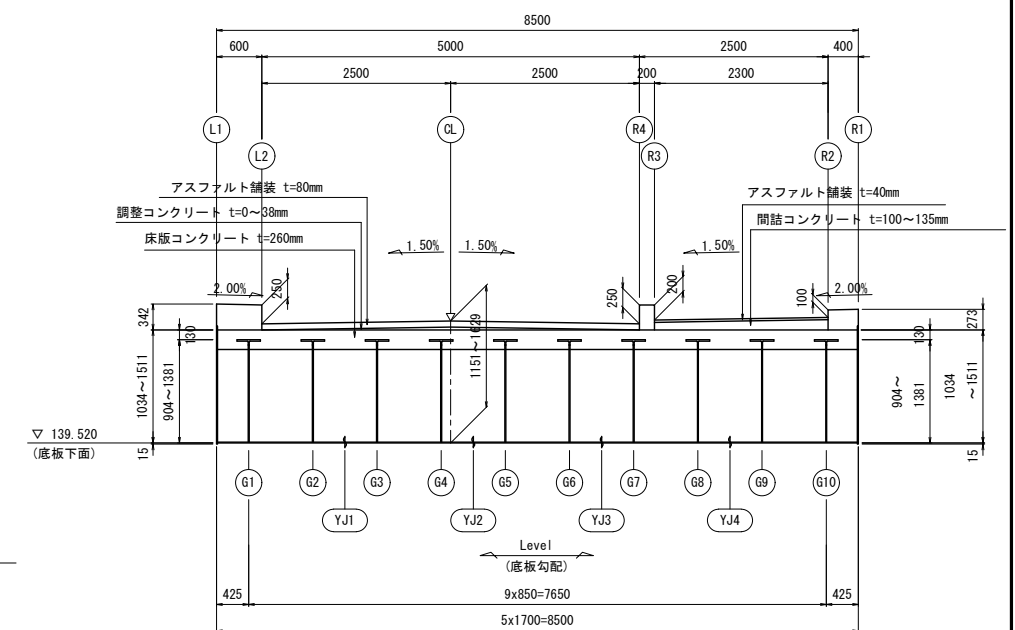 8500
600 5000 2500 400
2500 2500 200 2300
L1 CL R4 R1
L2 R3 R2
アスファルト舗装 t=80mm アスファルト舗装 t=40mm
調整コンクリート t=0～38mm 間詰コンクリート t=100～135mm
床版コンクリート t=260mm
1.50% 1.50% 1.50%
2.00% 250 250 200 100 2.00%
342 130 1151～1629 130 273
1034～1511 904～1381 904～1381 1034～1511
▽ 139.520
(底板下面)
15 15
G1 G2 G3 G4 G5 G6 G7 G8 G9 G10
YJ1 YJ2 YJ3 YJ4
Level
(底板勾配)
425 9x850=7650 425
5x1700=8500